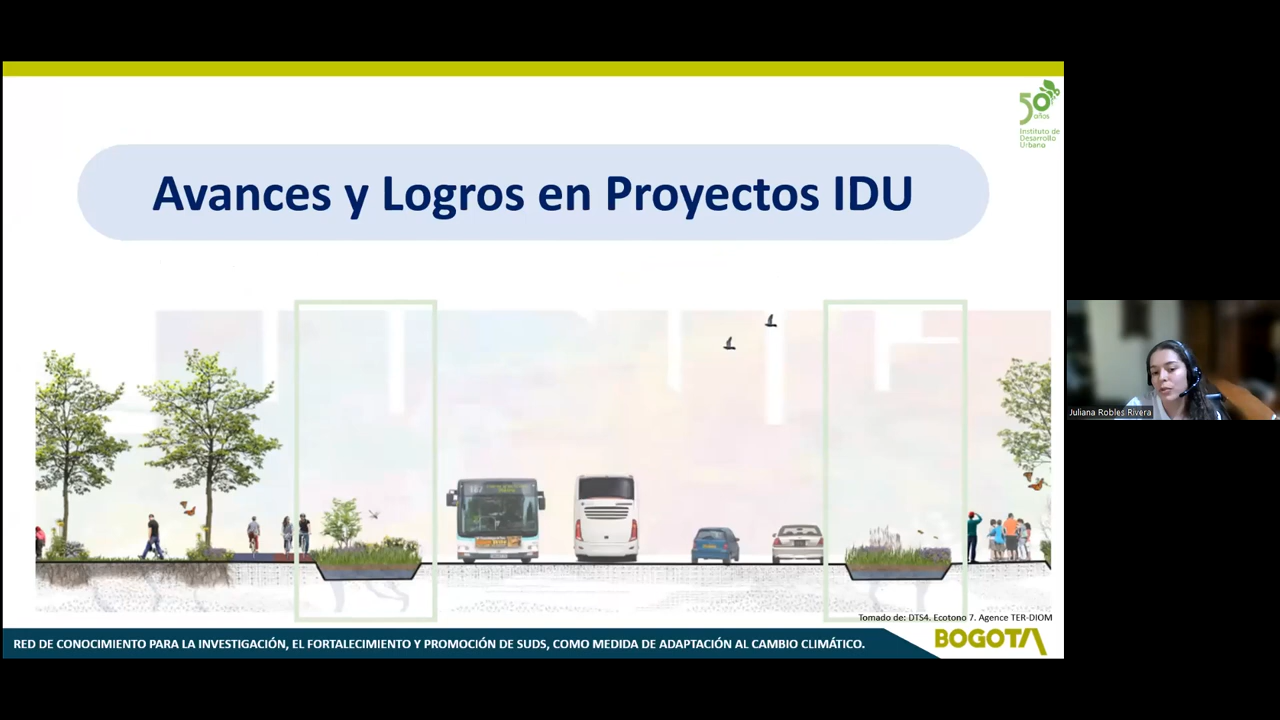 50
años
Instituto de
Desarrollo
Urbano
Avances y Logros en Proyectos IDU
Juliana Robles Rivera
Tomado de: DTS4. Ecotono 7. Agence TER-DIOM
RED DE CONOCIMIENTO PARA LA INVESTIGACIÓN, EL FORTALECIMIENTO Y PROMOCIÓN DE SUDS, COMO MEDIDA DE ADAPTACIÓN AL CAMBIO CLIMÁTICO.
BOGOTA